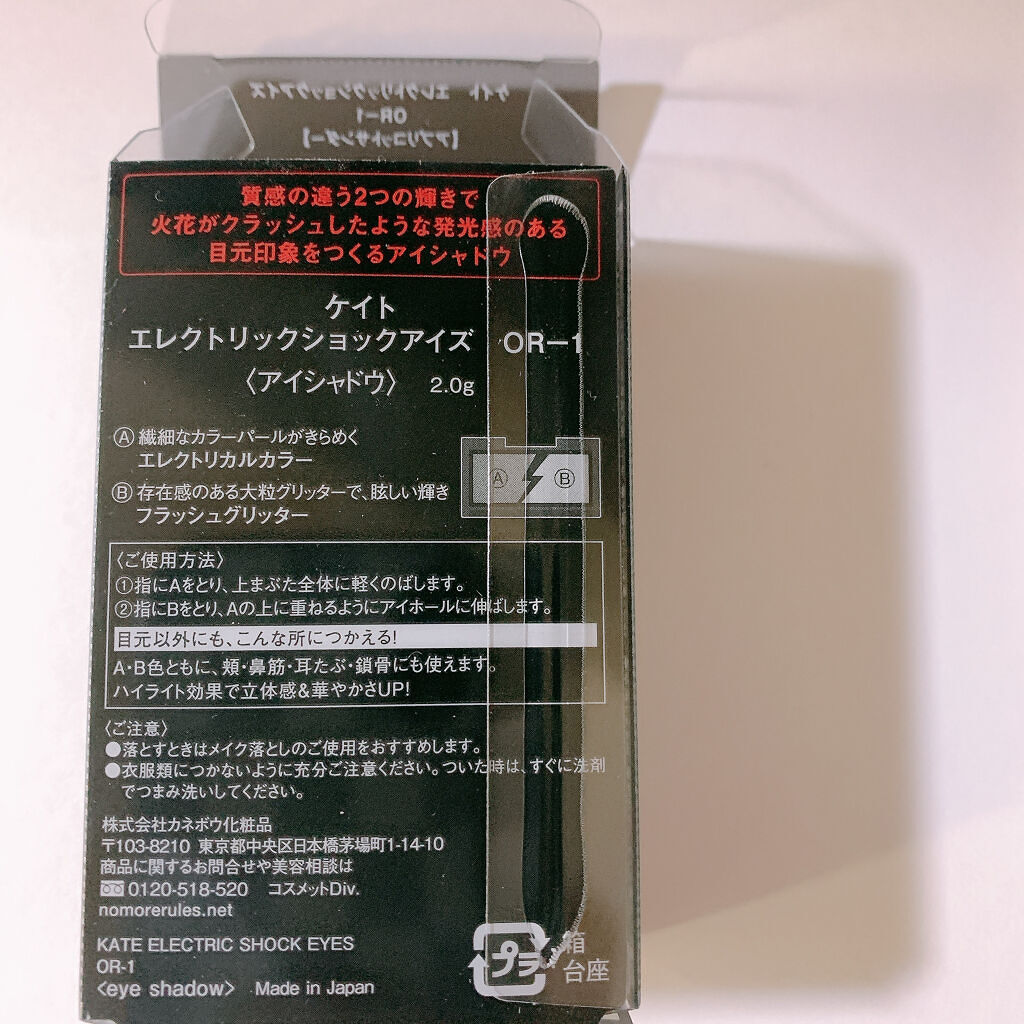 ケイト エレクトリックショックアイズ
OR-1
【アプリコットサンダー】
質感の違う2つの輝きで
火花がクラッシュしたような発光感のある
目元印象をつくるアイシャドウ
ケイト
エレクトリックショックアイズ OR-1
〈アイシャドウ〉 2.0g
Ⓐ 繊細なカラーパールがきらめく
エレクトリカルカラー
Ⓑ 存在感のある大粒グリッターで、眩しい輝き
フラッシュグリッター
Ⓐ Ⓑ
〈ご使用方法〉
①指にAをとり、上まぶた全体に軽くのばします。
②指にBをとり、Aの上に重ねるようにアイホールに伸ばします。
目元以外にも、こんな所につかえる!
A・B色ともに、頬・鼻筋・耳たぶ・鎖骨にも使えます。
ハイライト効果で立体感&華やかさUP!
〈ご注意〉
●落とすときはメイク落としのご使用をおすすめします。
●衣服類につかないように充分ご注意ください。ついた時は、すぐに洗剤
でつまみ洗いしてください。
株式会社カネボウ化粧品
〒103-8210 東京都中央区日本橋茅場町1-14-10
商品に関するお問合せや美容相談は
0120-518-520 コスメットDiv.
nomorerules.net
KATE ELECTRIC SHOCK EYES
OR-1
<eye shadow> Made in Japan
プラ 箱
台座